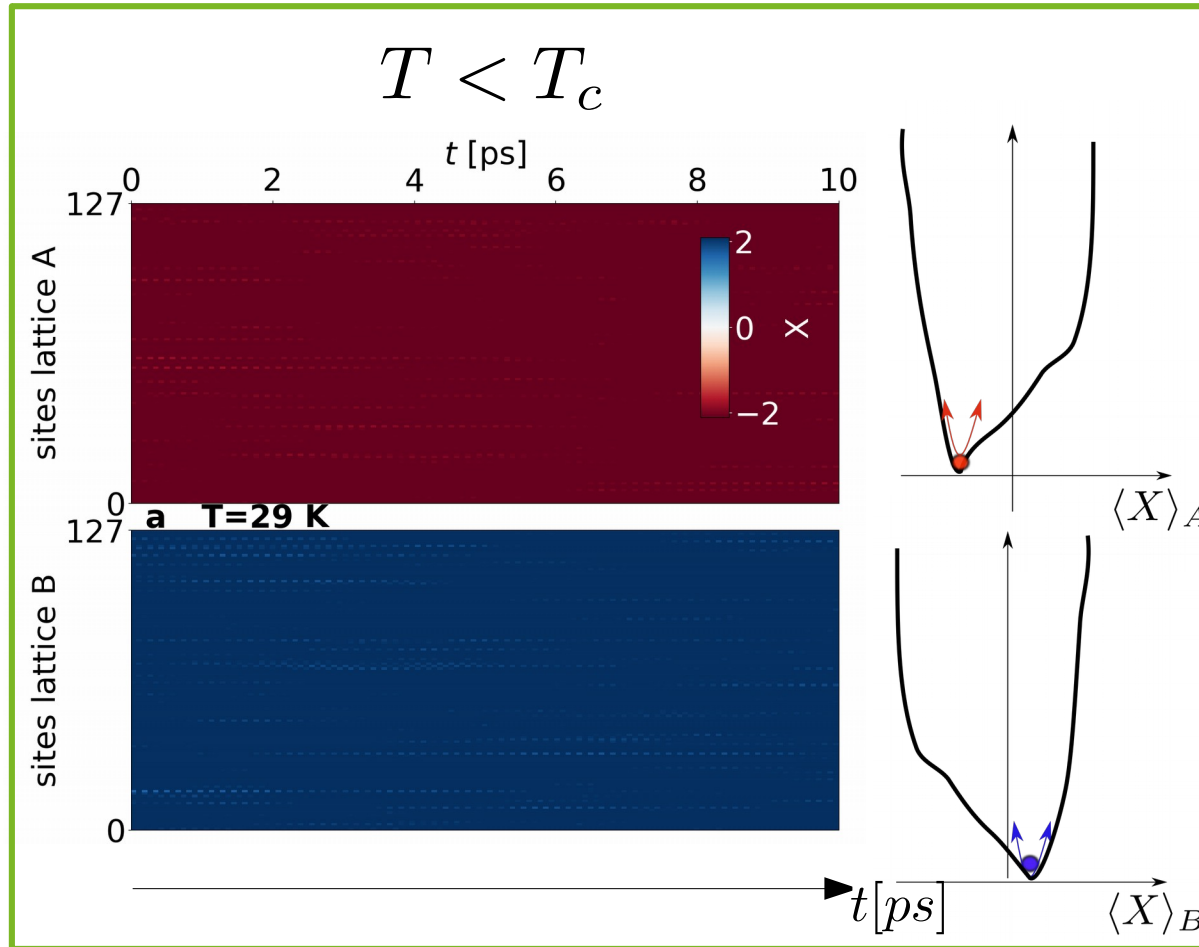 T < T_c
t [ps]
0 2 4 6 8 10
127
sites lattice A
2
0
−2
X
0
⟨X⟩_A
a T=29 K
127
sites lattice B
0
t[ps]
⟨X⟩_B